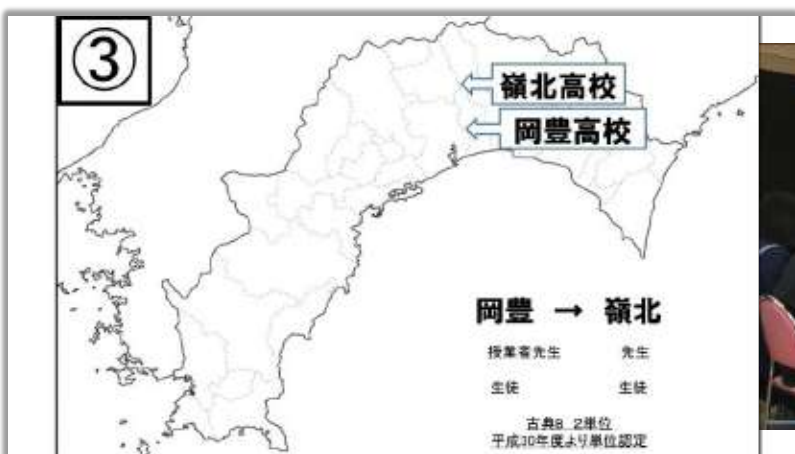 ③
嶺北高校
岡豊高校
岡豊 → 嶺北
授業者先生 先生
生徒 生徒
古典B 2単位
平成30年度より単位認定